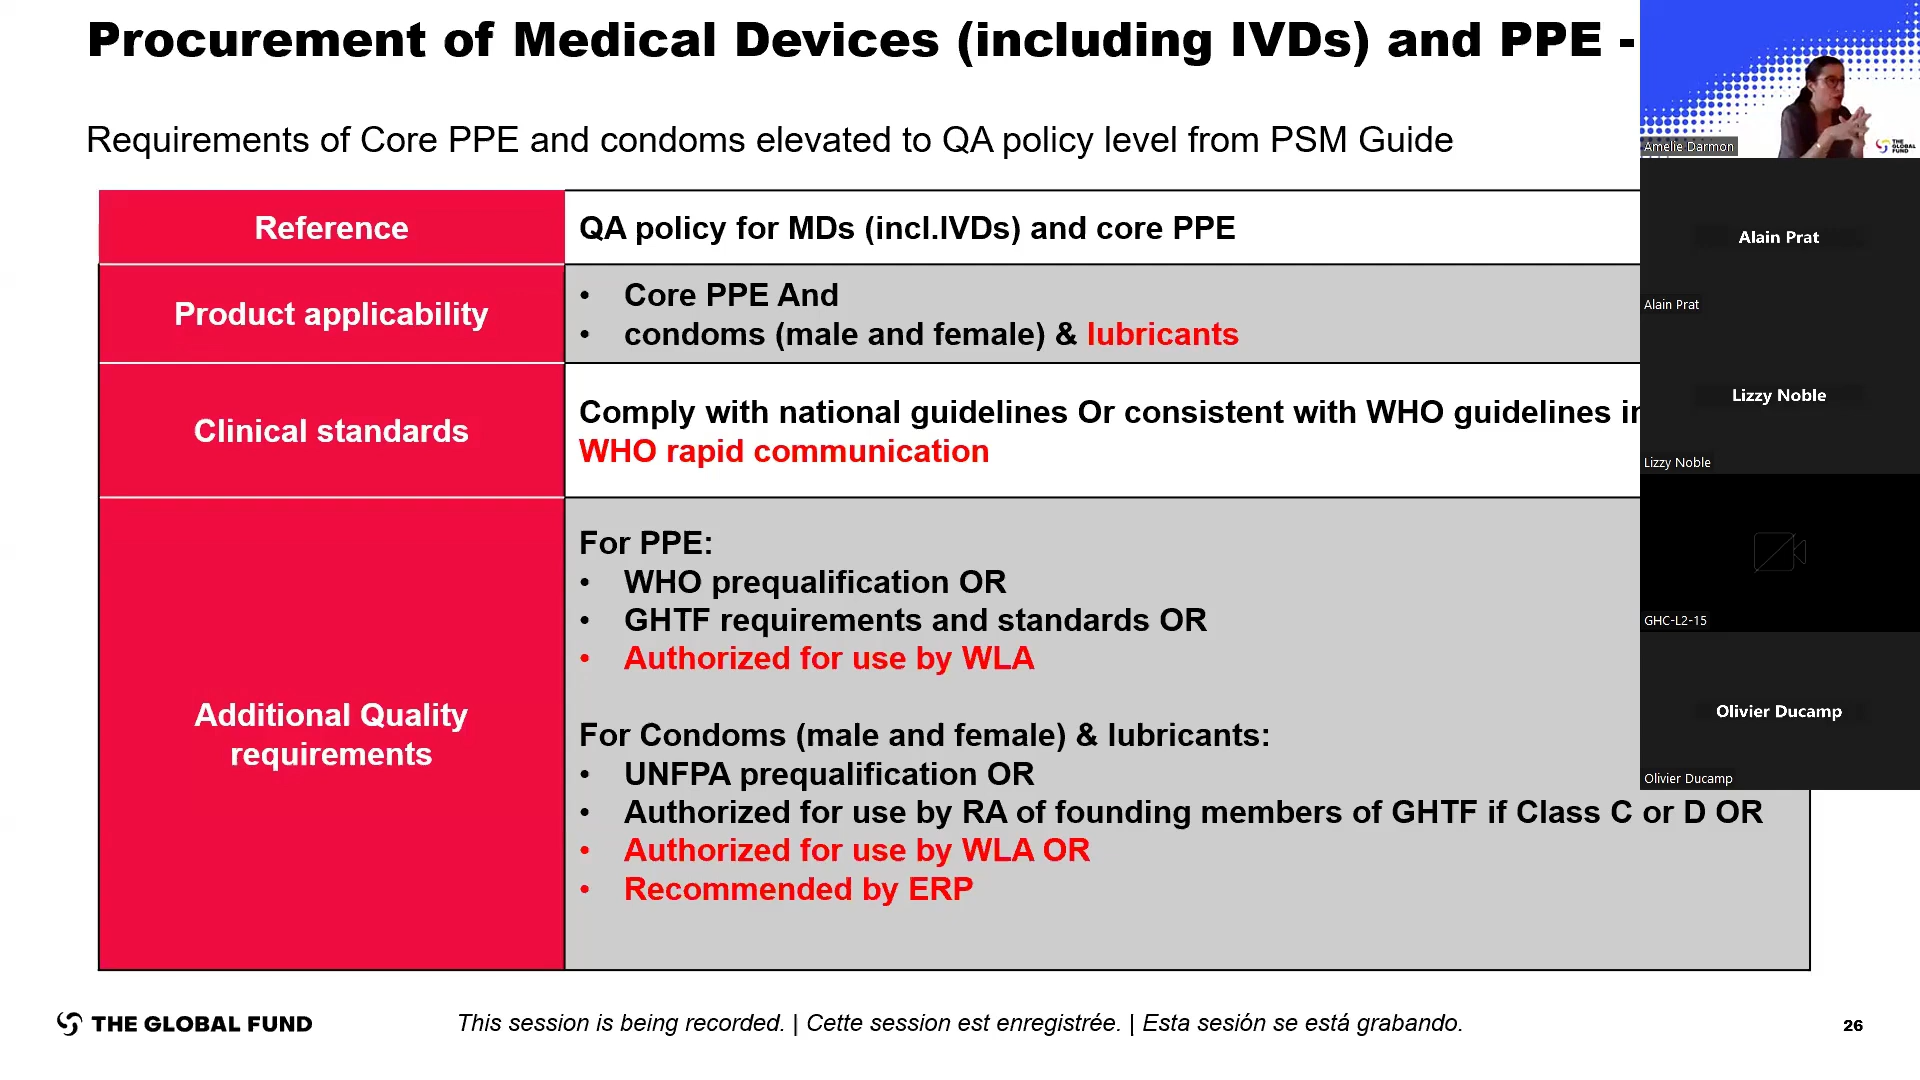 Procurement of Medical Devices (including IVDs) and PPE -
Requirements of Core PPE and condoms elevated to QA policy level from PSM Guide
Reference
QA policy for MDs (incl.IVDs) and core PPE
Product applicability
• Core PPE And
• condoms (male and female) & lubricants
Clinical standards
Comply with national guidelines Or consistent with WHO guidelines
WHO rapid communication
Additional Quality
requirements
For PPE:
• WHO prequalification OR
• GHTF requirements and standards OR
• Authorized for use by WLA
For Condoms (male and female) & lubricants:
• UNFPA prequalification OR
• Authorized for use by RA of founding members of GHTF if Class C or D OR
• Authorized for use by WLA OR
• Recommended by ERP
THE GLOBAL FUND
This session is being recorded. | Cette session est enregistrée. | Esta sesión se está grabando.
26
THE
GLOBAL
FUND
Amelie Darmon
Alain Prat
Alain Prat
Lizzy Noble
Lizzy Noble
GHC-L2-15
Olivier Ducamp
Olivier Ducamp